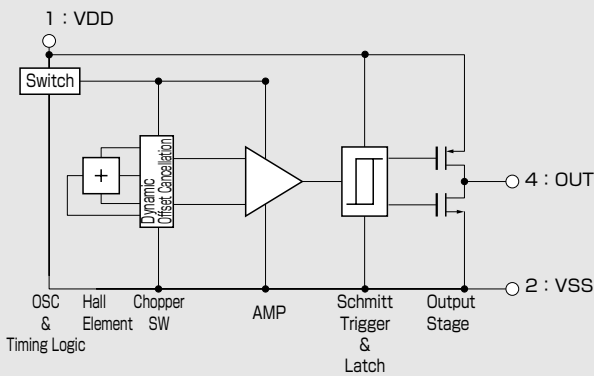 1 : VDD
Switch
+
Dynamic
Offset Cancellation
4 : OUT
2 : VSS
OSC
&
Timing Logic
Hall
Element
Chopper
SW
AMP
Schmitt
Trigger
&
Latch
Output
Stage